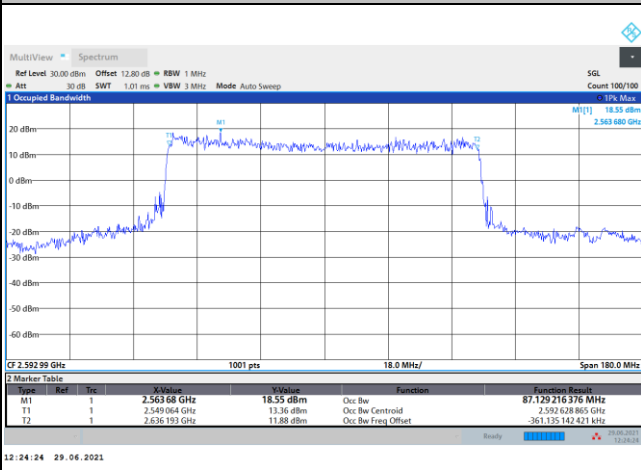 MultiView Spectrum
Ref Level 30.00 dBm Offset 12.80 dB RBW 1 MHz SGL
Att 30 dB SWT 1.01 ms VBW 3 MHz Mode Auto Sweep Count 100/100
1 Occupied Bandwidth 1Pk Max
M1[1] 18.55 dBm
2.563 680 GHz
M1
20 dBm
T1 T2
10 dBm
0 dBm
-10 dBm
-20 dBm
-30 dBm
-40 dBm
-50 dBm
-60 dBm
CF 2.592 99 GHz 1001 pts 18.0 MHz/ Span 180.0 MHz
2 Marker Table
Type Ref Trc X-Value Y-Value Function Function Result
M1 1 2.563 68 GHz 18.55 dBm Occ Bw 87.129 216 376 MHz
T1 1 2.549 064 GHz 13.36 dBm Occ Bw Centroid 2.592 628 865 GHz
T2 1 2.636 193 GHz 11.88 dBm Occ Bw Freq Offset -361.135 142 421 kHz
Ready 29.06.2021
12:24:24
12:24:24 29.06.2021